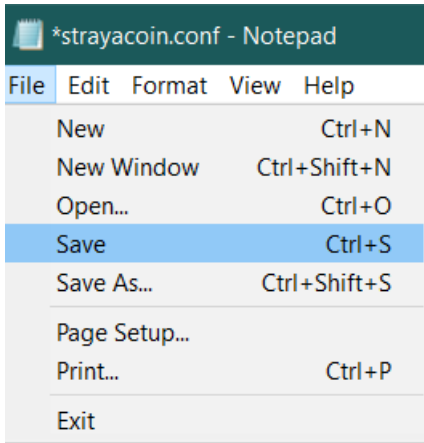 *strayacoin.conf - Notepad
File Edit Format View Help
New Ctrl+N
New Window Ctrl+Shift+N
Open... Ctrl+O
Save Ctrl+S
Save As... Ctrl+Shift+S
Page Setup...
Print... Ctrl+P
Exit